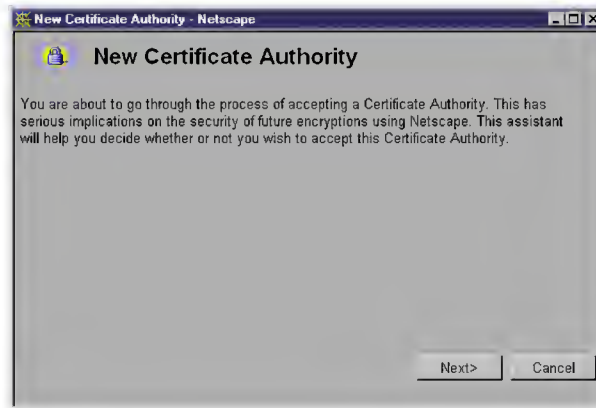 New Certificate Authority - Netscape
New Certificate Authority
You are about to go through the process of accepting a Certificate Authority. This has
serious implications on the security of future encryptions using Netscape. This assistant
will help you decide whether or not you wish to accept this Certificate Authority.
Next> Cancel